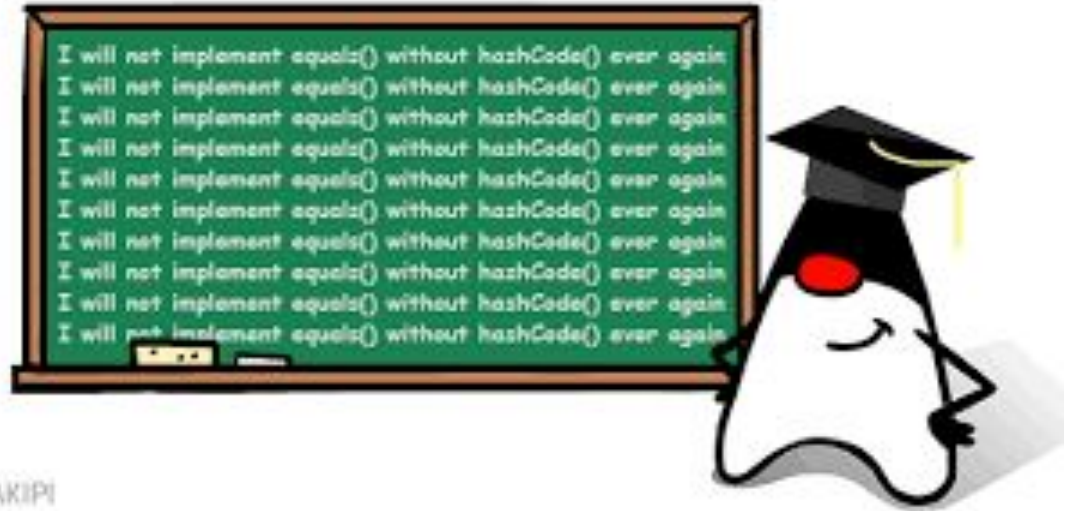 I will not implement equals() without hashCode() ever again
I will not implement equals() without hashCode() ever again
I will not implement equals() without hashCode() ever again
I will not implement equals() without hashCode() ever again
I will not implement equals() without hashCode() ever again
I will not implement equals() without hashCode() ever again
I will not implement equals() without hashCode() ever again
I will not implement equals() without hashCode() ever again
I will not implement equals() without hashCode() ever again
I will not implement equals() without hashCode() ever again
AKIPI